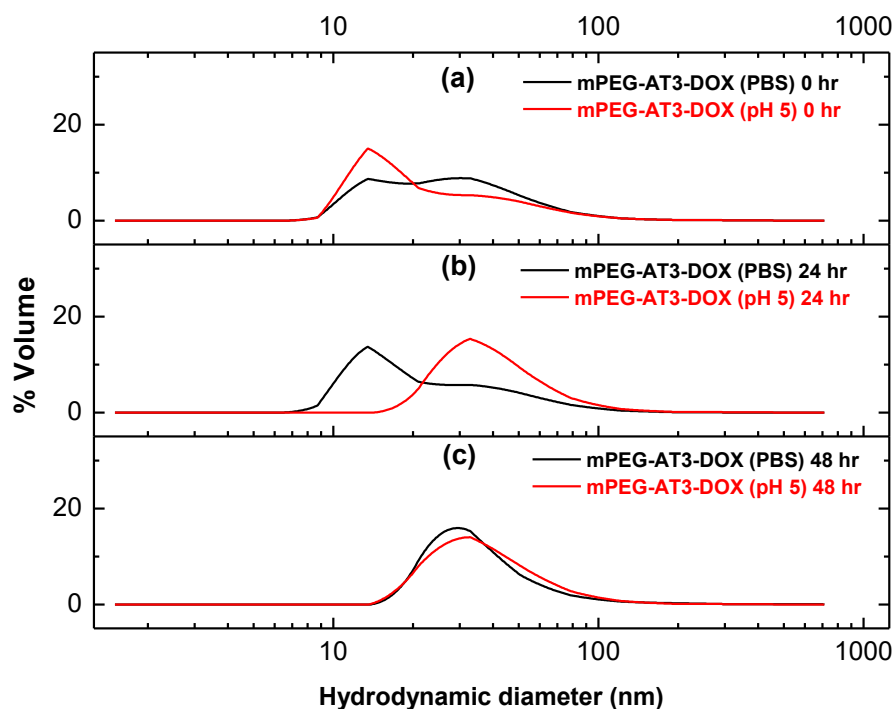 10 100 1000
(a)
mPEG-AT3-DOX (PBS) 0 hr
mPEG-AT3-DOX (pH 5) 0 hr
20
0
(b)
mPEG-AT3-DOX (PBS) 24 hr
mPEG-AT3-DOX (pH 5) 24 hr
20
0
% Volume
(c)
mPEG-AT3-DOX (PBS) 48 hr
mPEG-AT3-DOX (pH 5) 48 hr
20
0
10 100 1000
Hydrodynamic diameter (nm)